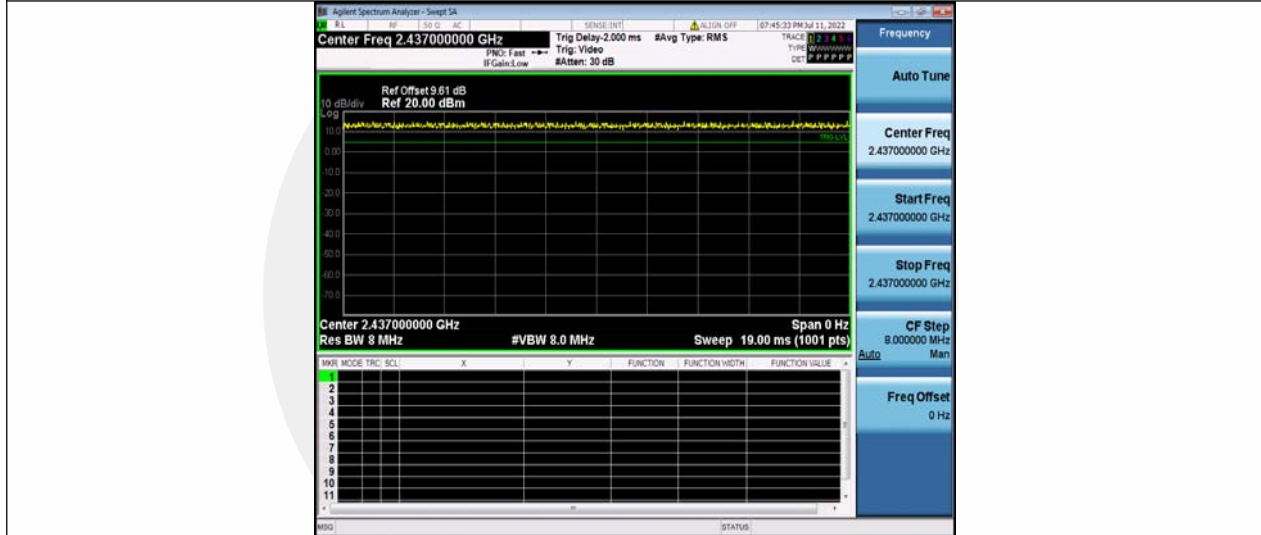 Agilent Spectrum Analyzer - Swept SA
RL RF 50 Ω AC SENSE:INT ALIGN OFF 07:45:33 PM Jul 11, 2022
Center Freq 2.437000000 GHz
PNO: Fast
IFGain:Low
Trig Delay-2.000 ms
Trig: Video
#Atten: 30 dB
#Avg Type: RMS
TRACE 1 2 3 4 5 6
TYPE WWWWWW
DET P P P P P P
Ref Offset 9.61 dB
10 dB/div Ref 20.00 dBm
Log
10.0
TRIG LVL
0.00
-10.0
-20.0
-30.0
-40.0
-50.0
-60.0
-70.0
Center 2.437000000 GHz Span 0 Hz
Res BW 8 MHz #VBW 8.0 MHz Sweep 19.00 ms (1001 pts)
MKR MODE TRC SCL X Y FUNCTION FUNCTION WIDTH FUNCTION VALUE
1
2
3
4
5
6
7
8
9
10
11
MSG STATUS
Frequency
Auto Tune
Center Freq
2.437000000 GHz
Start Freq
2.437000000 GHz
Stop Freq
2.437000000 GHz
CF Step
8.000000 MHz
Auto Man
Freq Offset
0 Hz